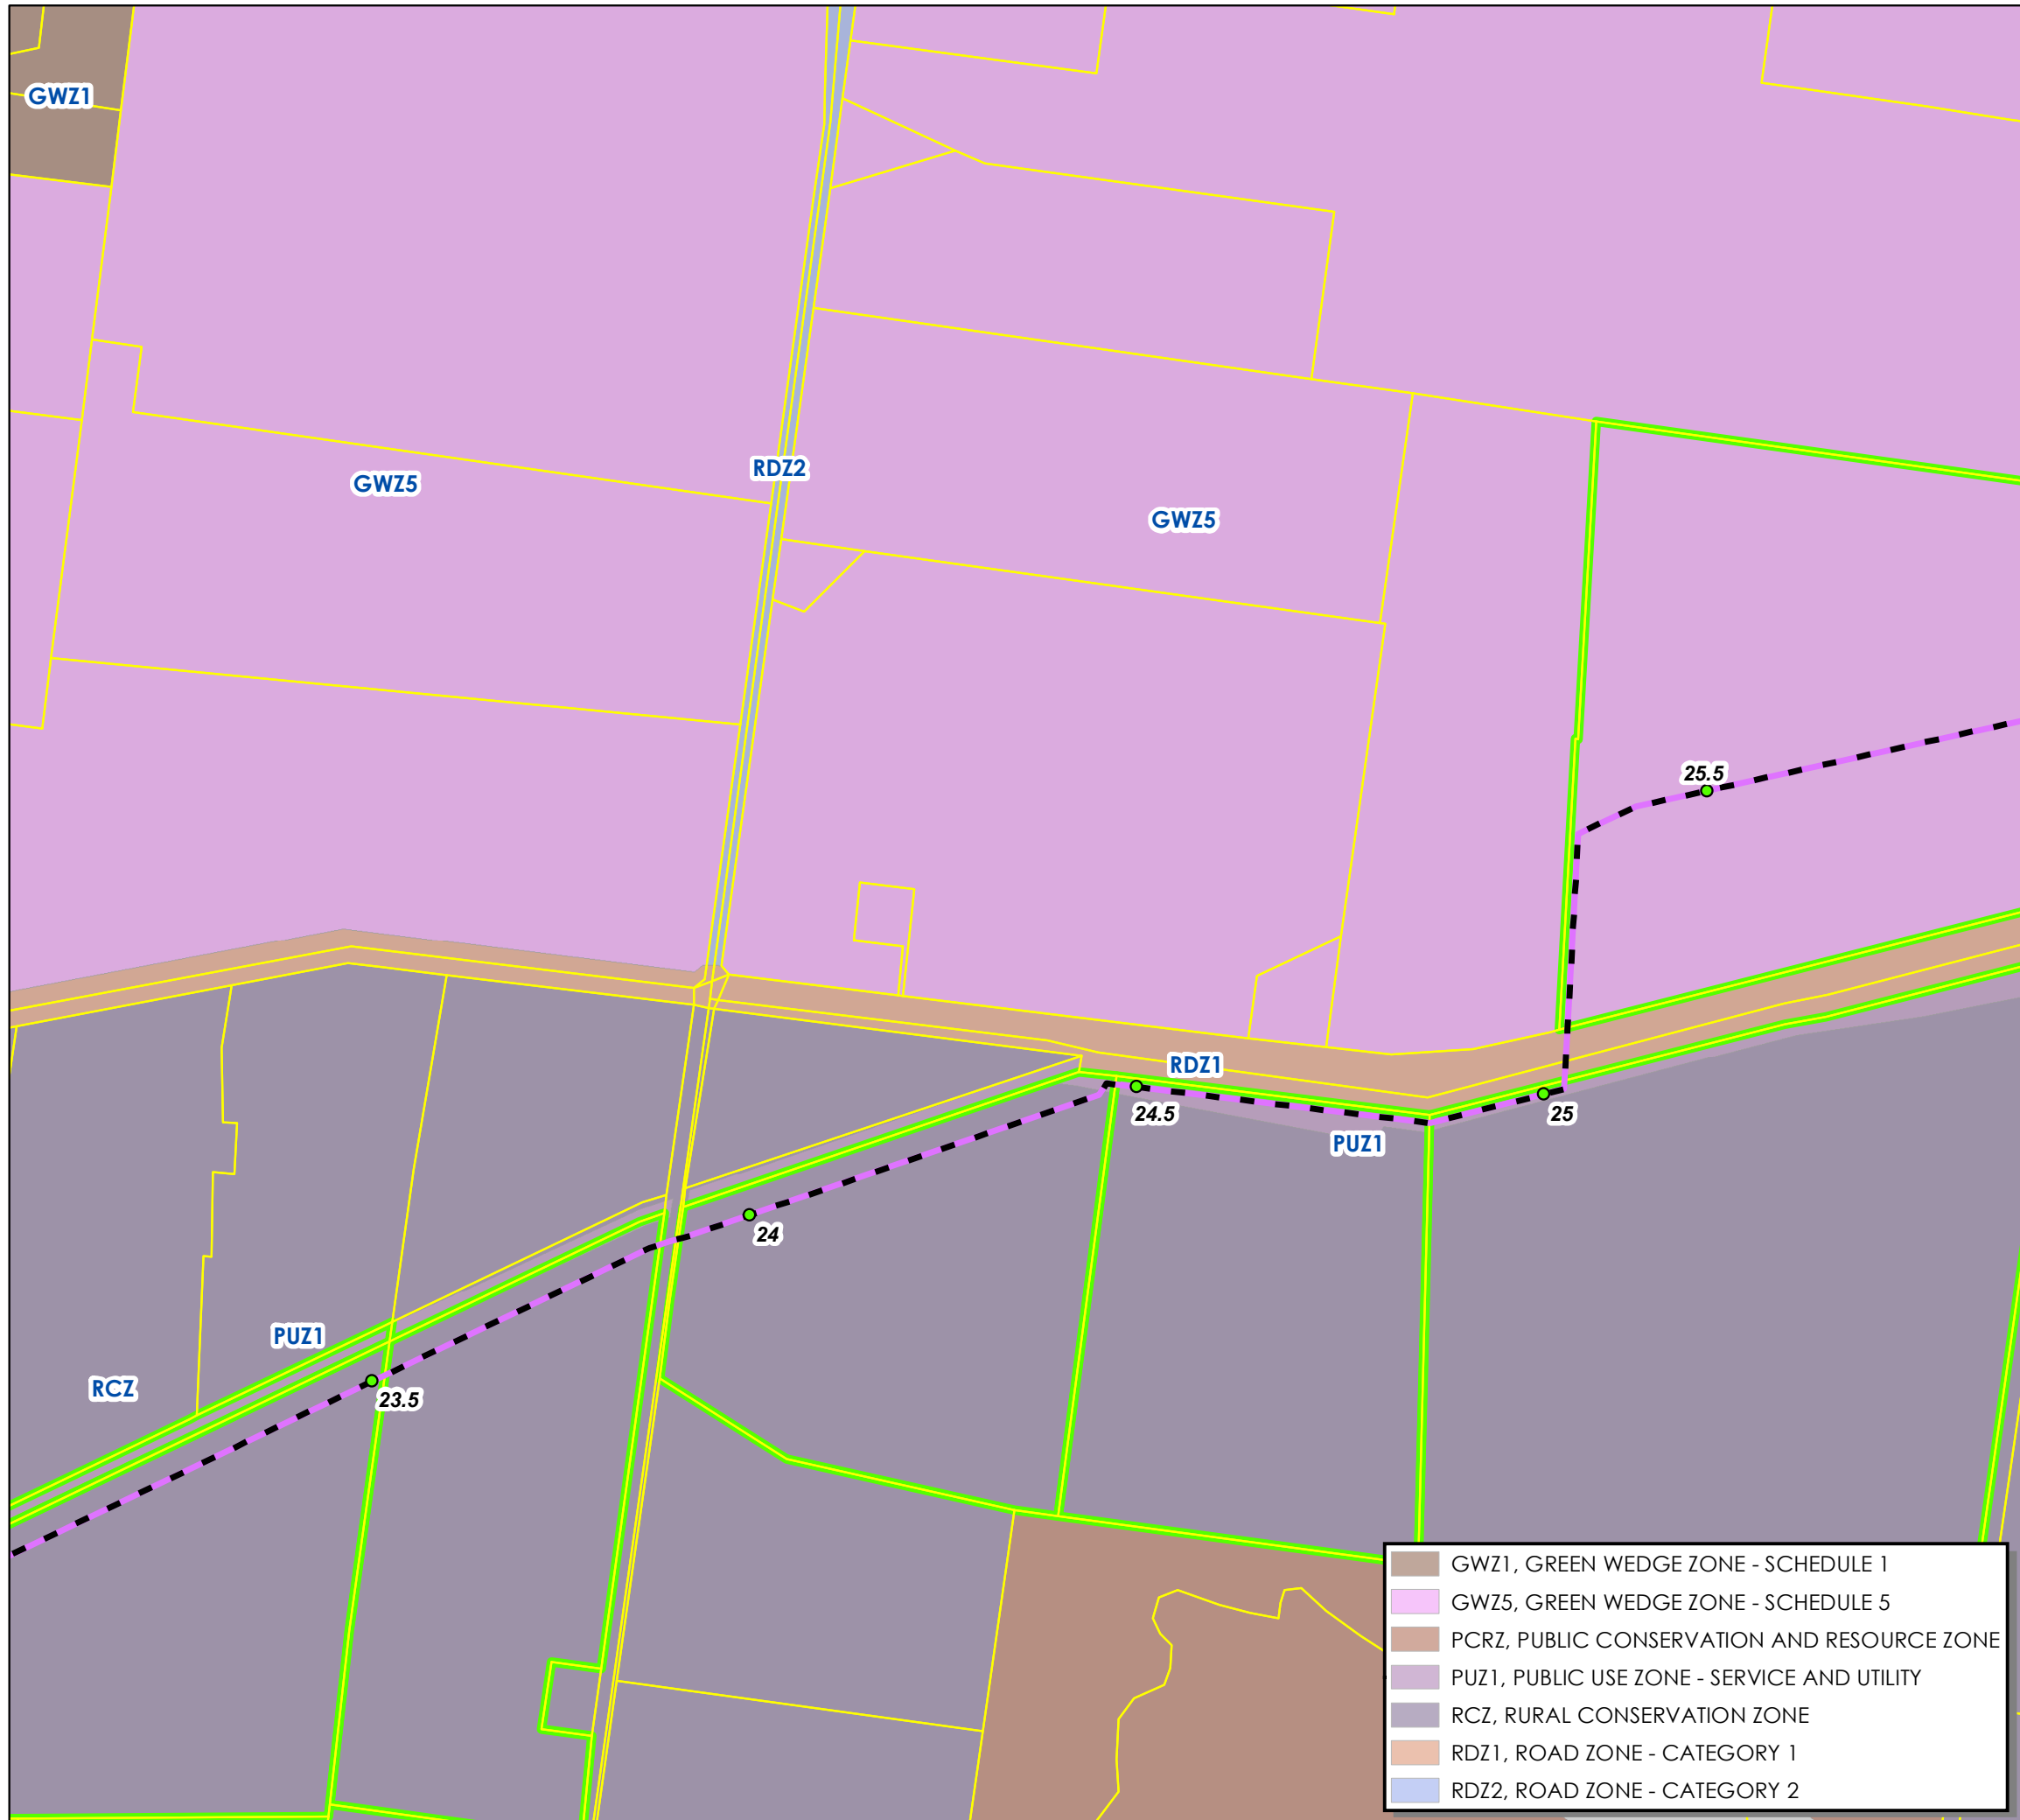 GWZ1
RDZ2
GWZ5
GWZ5
25.5
RDZ1
24.5
25
PUZ1
24
PUZ1
RCZ
23.5
GWZ1, GREEN WEDGE ZONE - SCHEDULE 1
GWZ5, GREEN WEDGE ZONE - SCHEDULE 5
PCRZ, PUBLIC CONSERVATION AND RESOURCE ZONE
PUZ1, PUBLIC USE ZONE - SERVICE AND UTILITY
RCZ, RURAL CONSERVATION ZONE
RDZ1, ROAD ZONE - CATEGORY 1
RDZ2, ROAD ZONE - CATEGORY 2